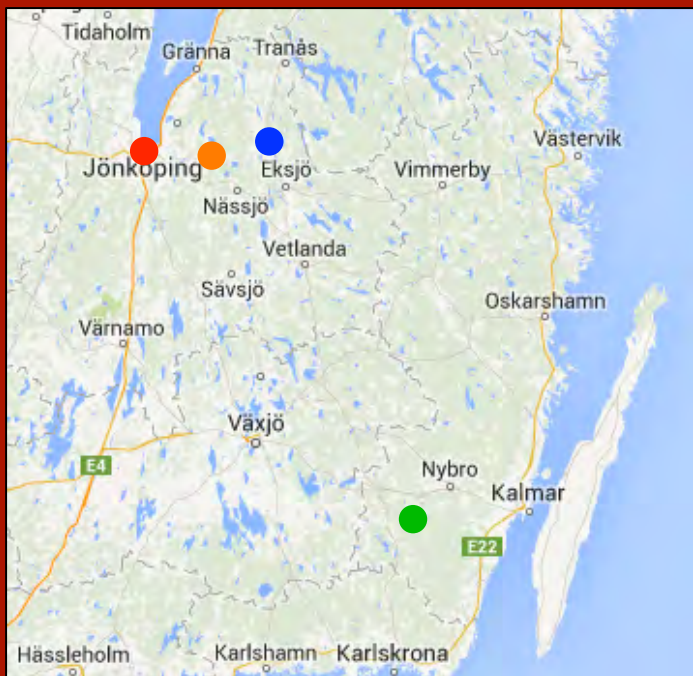 Tidaholm
Gränna
Tranås
Jönköping
Eksjö
Västervik
Vimmerby
Nässjö
Vetlanda
Sävsjö
Oskarshamn
Värnamo
Växjö
E4
Nybro
Kalmar
E22
Hässleholm
Karlshamn
Karlskrona